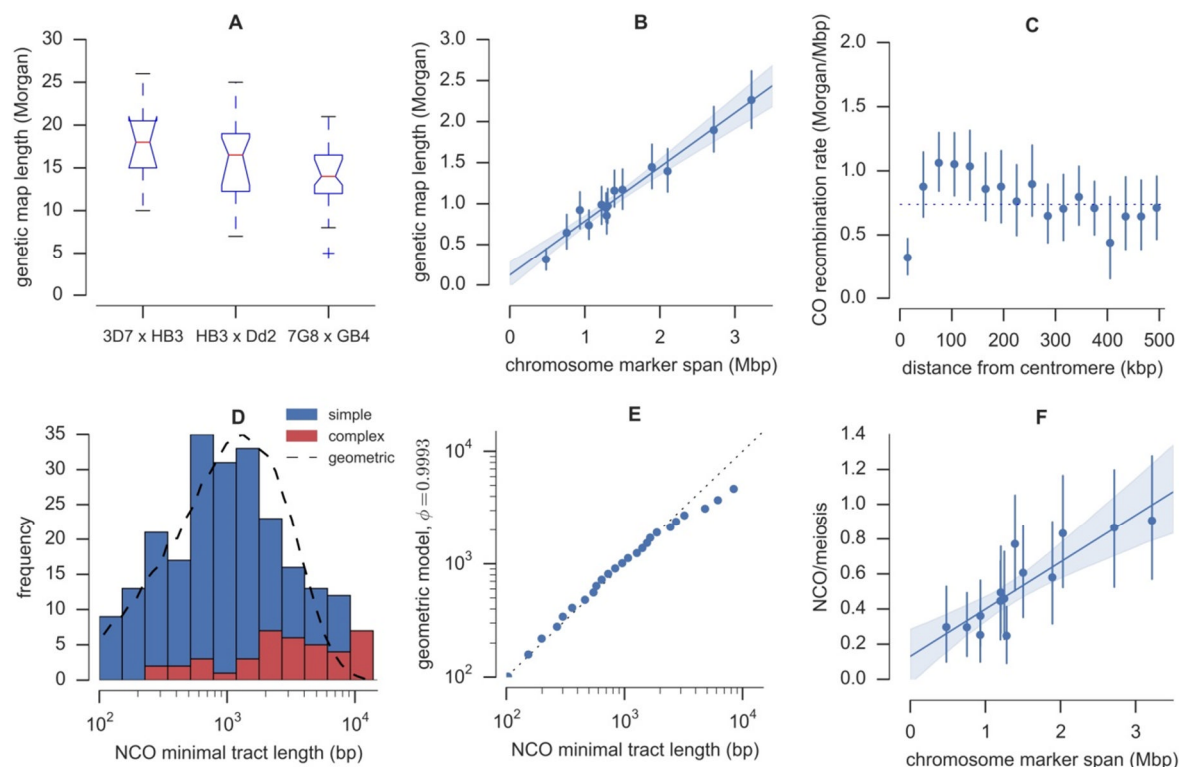 A
genetic map length (Morgan)
30
25
20
15
10
5
0
3D7 x HB3
HB3 x Dd2
7G8 x GB4
B
genetic map length (Morgan)
3.0
2.5
2.0
1.5
1.0
0.5
0.0
0
1
2
3
chromosome marker span (Mbp)
C
CO recombination rate (Morgan/Mbp)
2.0
1.5
1.0
0.5
0.0
0
100
200
300
400
500
distance from centromere (kbp)
D
simple
complex
geometric
frequency
35
30
25
20
15
10
5
0
10²
10³
10⁴
NCO minimal tract length (bp)
E
geometric model, ϕ = 0.9993
10⁴
10³
10²
10²
10³
10⁴
NCO minimal tract length (bp)
F
NCO/meiosis
1.4
1.2
1.0
0.8
0.6
0.4
0.2
0.0
0
1
2
3
chromosome marker span (Mbp)